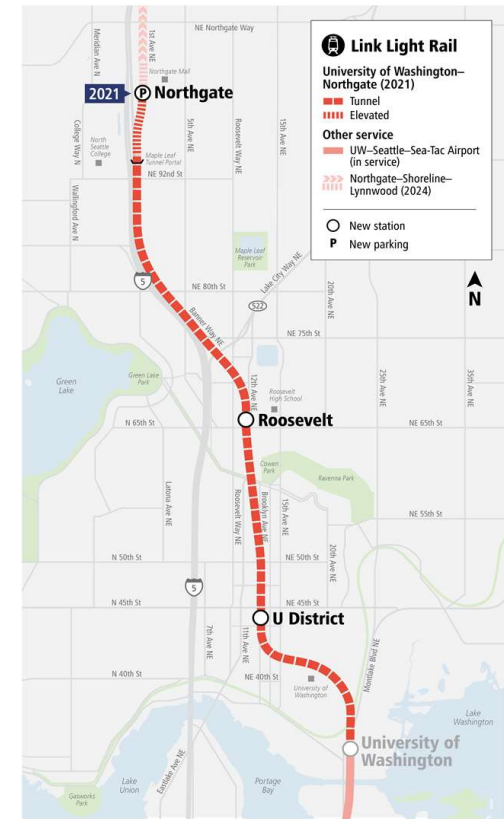 Link Light Rail
University of Washington–
Northgate (2021)
Tunnel
Elevated
Other service
UW–Seattle–Sea-Tac Airport
(in service)
Northgate–Shoreline–
Lynnwood (2024)
New station
P New parking
N
Meridian Ave N
1st Ave NE
NE Northgate Way
Northgate Mall
2021
P Northgate
College Way N
North
Seattle
College
5th Ave NE
Roosevelt Way NE
15th Ave NE
Maple Leaf
Tunnel Portal
NE 92nd St
Wallingford Ave N
Maple Leaf
Reservoir
Park
Lake City Way NE
5
NE 80th St
20th Ave NE
522
Banner Way NE
NE 75th St
Green
Lake
Green Lake
Park
12th Ave NE
Roosevelt
High School
25th Ave NE
35th Ave NE
N 65th St
Roosevelt
NE 65th St
Cowen
Park
Ravenna Park
Latona Ave NE
Roosevelt Way NE
Brooklyn Ave NE
15th Ave NE
NE 55th St
20th Ave NE
N 50th St
NE 50th St
5
N 45th St
NE 45th St
U District
7th Ave NE
11th Ave NE
Montlake Blvd NE
N 40th St
NE 40th St
University of
Washington
Lake
Washington
University of
Washington
Eastlake Ave NE
Lake
Union
Portage
Bay
Gasworks
Park